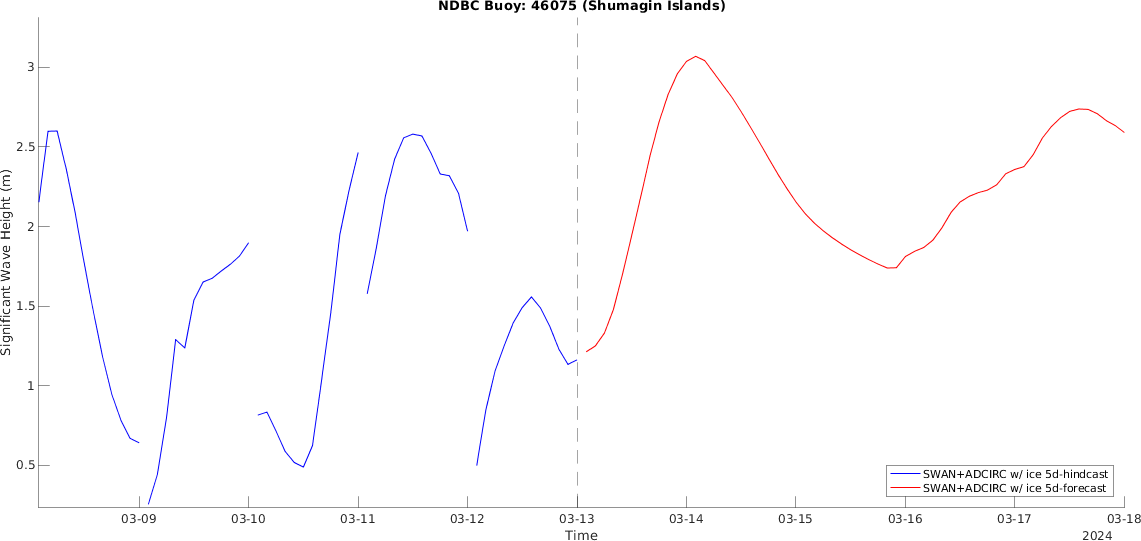 NDBC Buoy: 46075 (Shumagin Islands)
Significant Wave Height (m)
3
2.5
2
1.5
1
0.5
SWAN+ADCIRC w/ ice 5d-hindcast
SWAN+ADCIRC w/ ice 5d-forecast
03-09 03-10 03-11 03-12 03-13 03-14 03-15 03-16 03-17 03-18
Time
2024